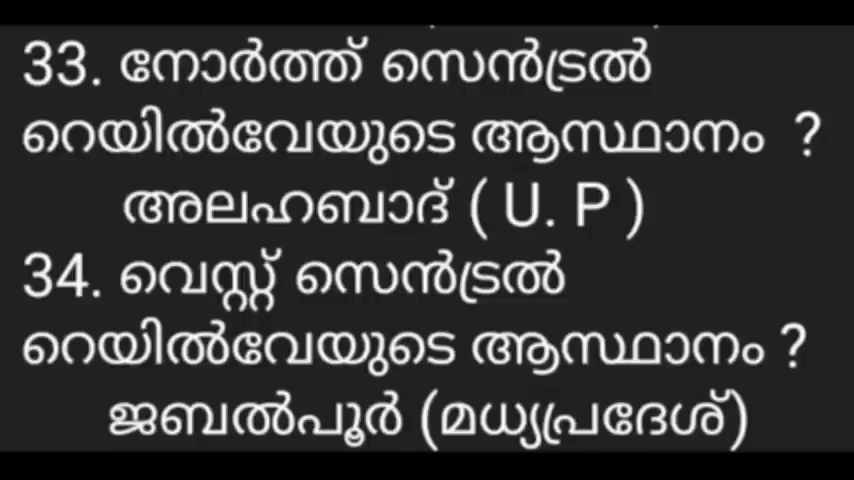 33. നോർത്ത് സെൻട്രൽ
റെയിൽവേയുടെ ആസ്ഥാനം ?
അലഹബാദ് ( U. P )
34. വെസ്റ്റ് സെൻട്രൽ
റെയിൽവേയുടെ ആസ്ഥാനം ?
ജബൽപൂർ (മധ്യപ്രദേശ്)